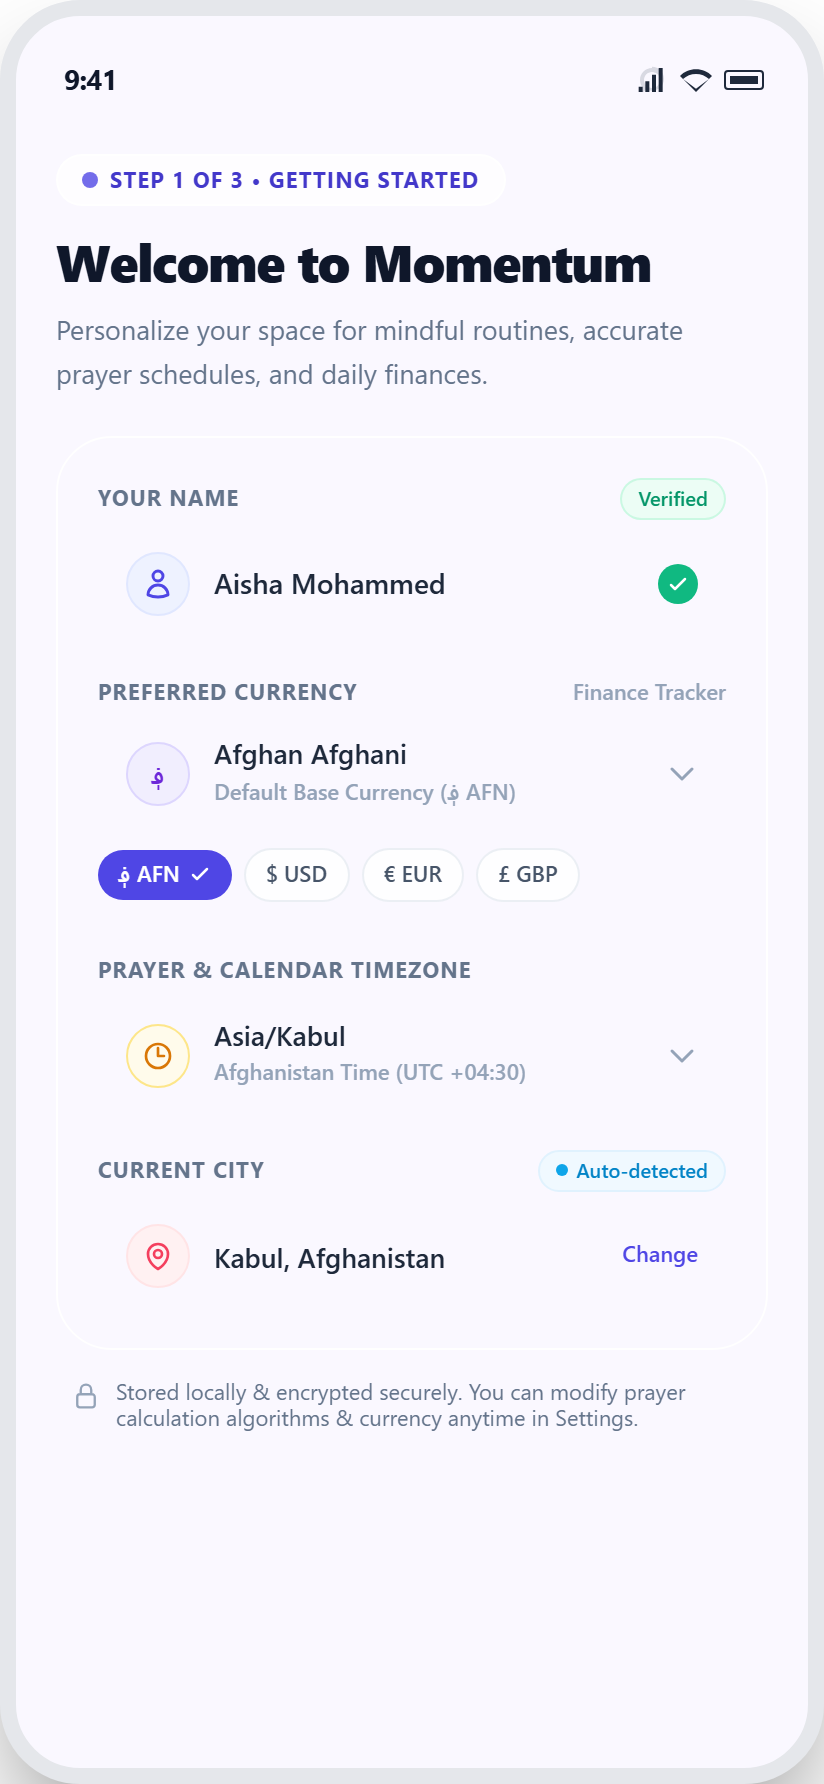 9:41
STEP 1 OF 3 • GETTING STARTED
Welcome to Momentum
Personalize your space for mindful routines, accurate
prayer schedules, and daily finances.
YOUR NAME
Verified
Aisha Mohammed
PREFERRED CURRENCY
Finance Tracker
؋
Afghan Afghani
Default Base Currency (؋ AFN)
؋ AFN
$ USD
€ EUR
£ GBP
PRAYER & CALENDAR TIMEZONE
Asia/Kabul
Afghanistan Time (UTC +04:30)
CURRENT CITY
Auto-detected
Kabul, Afghanistan
Change
Stored locally & encrypted securely. You can modify prayer
calculation algorithms & currency anytime in Settings.